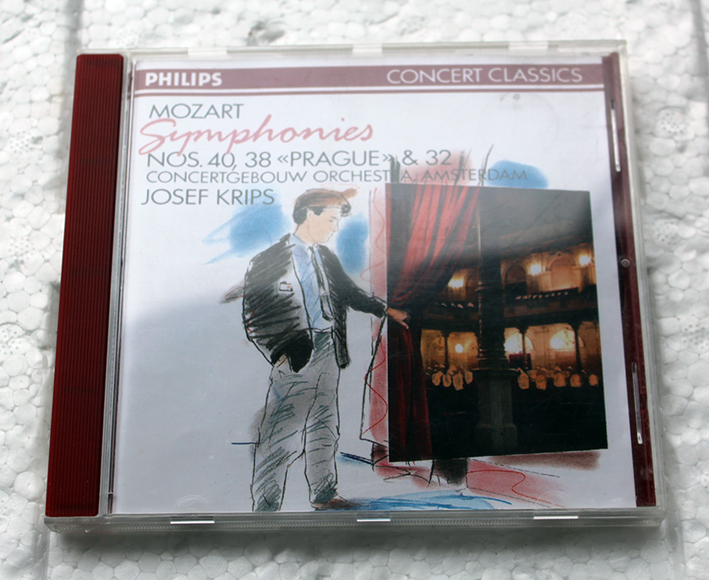 PHILIPS CONCERT CLASSICS
MOZART
Symphonies
NOS. 40, 38 «PRAGUE» & 32
CONCERTGEBOUW ORCHESTRA, AMSTERDAM
JOSEF KRIPS